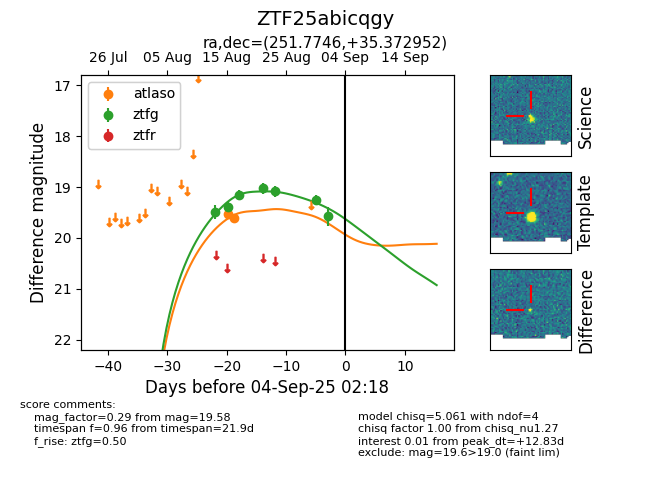 ZTF25abicqgy
ra,dec=(251.7746,+35.372952)
26 Jul 05 Aug 15 Aug 25 Aug 04 Sep 14 Sep
17
18
19
20
21
22
Difference magnitude
atlaso
ztfg
ztfr
−40 −30 −20 −10 0 10
Days before 04-Sep-25 02:18
Science
Template
Difference
score comments:
mag_factor=0.29 from mag=19.58
timespan f=0.96 from timespan=21.9d
f_rise: ztfg=0.50
model chisq=5.061 with ndof=4
chisq factor 1.00 from chisq_nu1.27
interest 0.01 from peak_dt=+12.83d
exclude: mag=19.6>19.0 (faint lim)